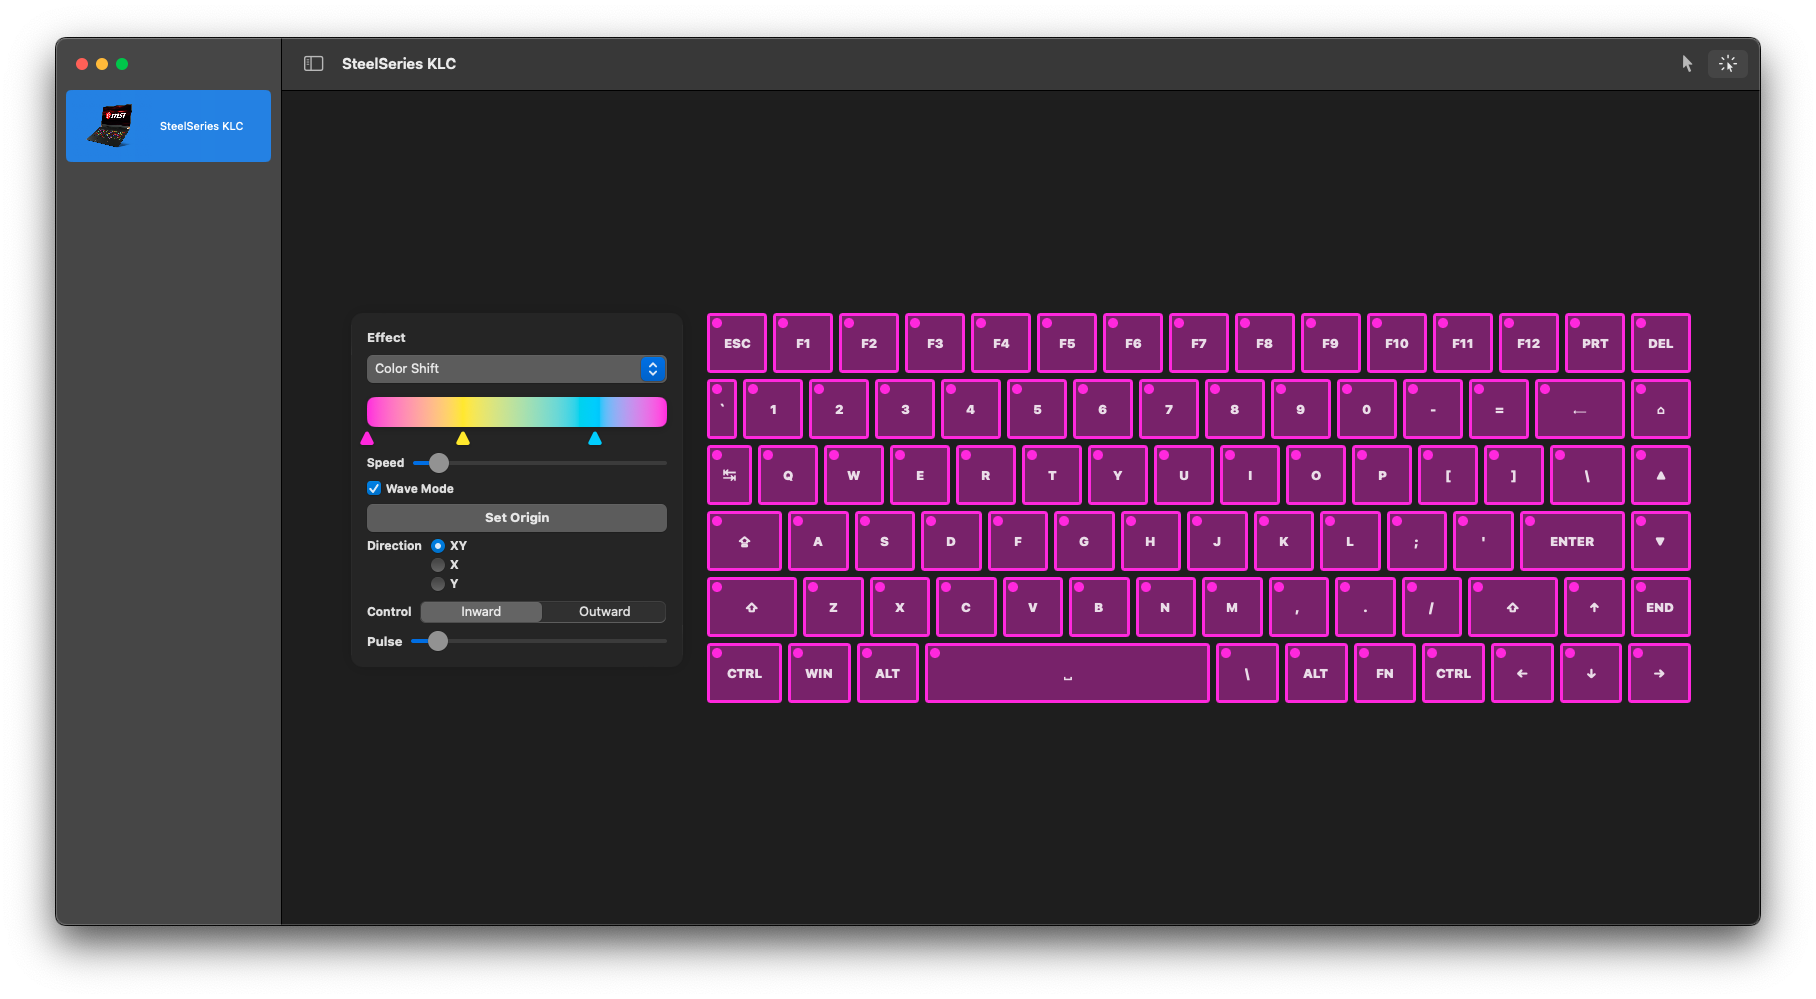 SteelSeries KLC
msi
SteelSeries KLC
Effect
Color Shift
Speed
Wave Mode
Set Origin
Direction XY
X
Y
Control Inward Outward
Pulse
ESC F1 F2 F3 F4 F5 F6 F7 F8 F9 F10 F11 F12 PRT DEL
` 1 2 3 4 5 6 7 8 9 0 - = ← ⌂
↹ Q W E R T Y U I O P [ ] \ ▲
⇪ A S D F G H J K L ; ' ENTER ▼
⇧ Z X C V B N M , . / ⇧ ↑ END
CTRL WIN ALT ⎵ \ ALT FN CTRL ← ↓ →